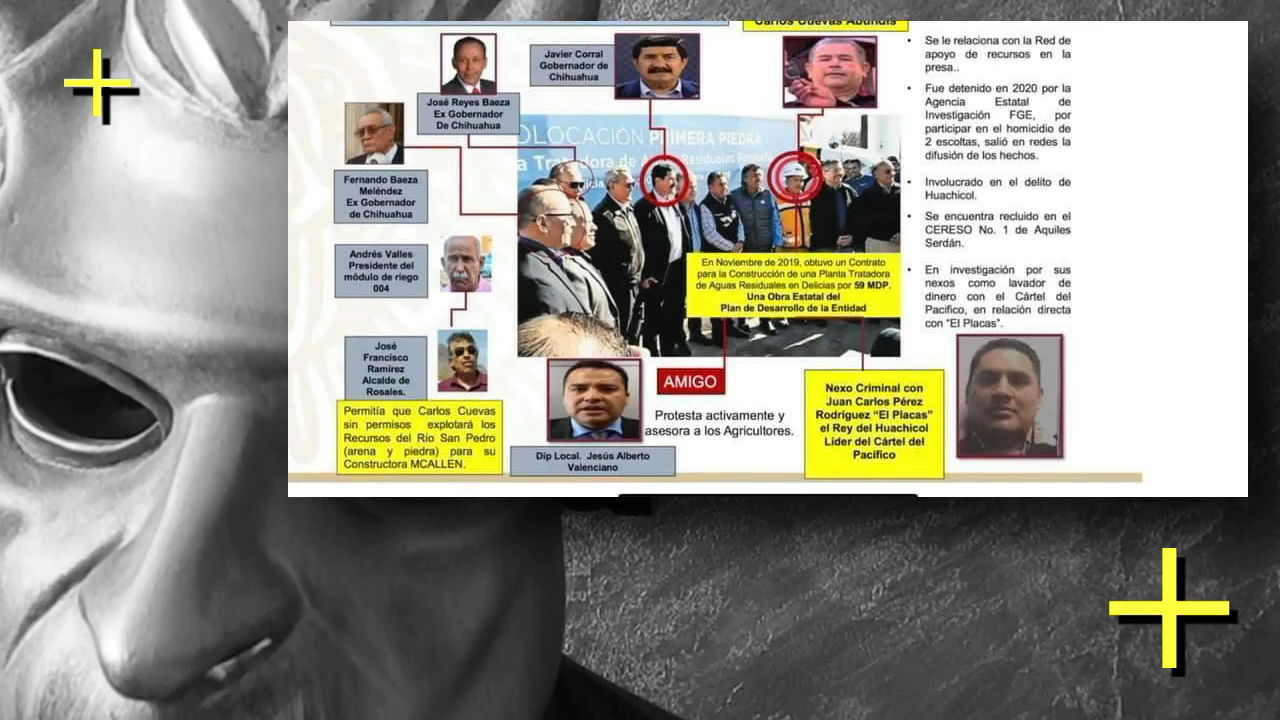 Carlos Cuevas Abundis
Javier Corral
Gobernador de
Chihuahua
José Reyes Baeza
Ex Gobernador
De Chihuahua
Fernando Baeza
Meléndez
Ex Gobernador
de Chihuahua
Andrés Valles
Presidente del
módulo de riego
004
José
Francisco
Ramírez
Alcalde de
Rosales.
Permitía que Carlos Cuevas
sin permisos explotará los
Recursos del Río San Pedro
(arena y piedra) para su
Constructora MCALLEN.
OLOCACIÓN PRIMERA PIEDRA
a Tratadora de Aguas Residuales
En Noviembre de 2019, obtuvo un Contrato
para la Construcción de una Planta Tratadora
de Aguas Residuales en Delicias por 59 MDP.
Una Obra Estatal del
Plan de Desarrollo de la Entidad
AMIGO
Protesta activamente y
asesora a los Agricultores.
Dip Local. Jesús Alberto
Valenciano
Nexo Criminal con
Juan Carlos Pérez
Rodríguez “El Placas”
el Rey del Huachicol
Líder del Cártel del
Pacifico
• Se le relaciona con la Red de
apoyo de recursos en la
presa..
• Fue detenido en 2020 por la
Agencia Estatal de
Investigación FGE, por
participar en el homicidio de
2 escoltas, salió en redes la
difusión de los hechos.
• Involucrado en el delito de
Huachicol.
• Se encuentra recluido en el
CERESO No. 1 de Aquiles
Serdán.
• En investigación por sus
nexos como lavador de
dinero con el Cártel del
Pacifico, en relación directa
con “El Placas”.